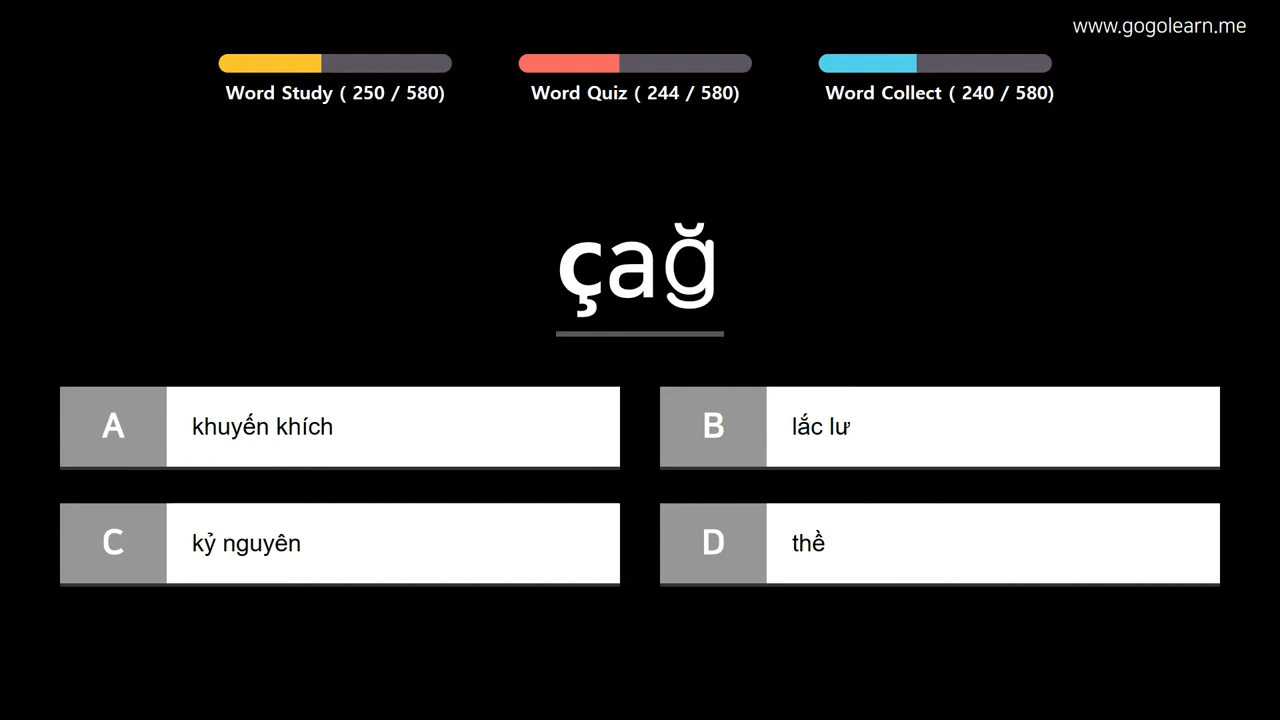 www.gogolearn.me
Word Study ( 250 / 580)
Word Quiz ( 244 / 580)
Word Collect ( 240 / 580)
çağ
A khuyến khích
B lắc lư
C kỷ nguyên
D thề